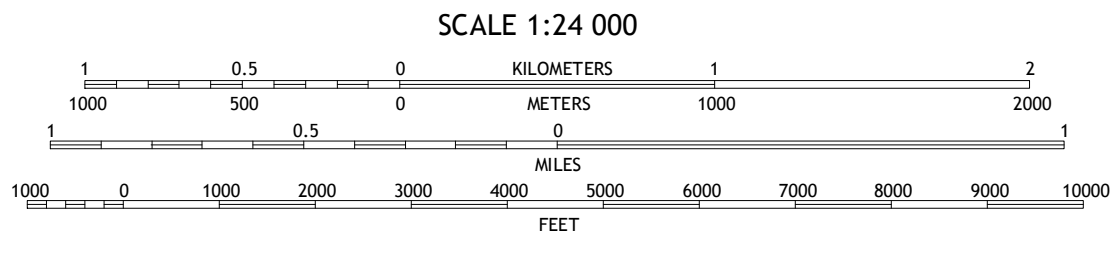 SCALE 1:24 000
1 0.5 0 KILOMETERS 1 2
1000 500 0 METERS 1000 2000
1 0.5 0 1
MILES
1000 0 1000 2000 3000 4000 5000 6000 7000 8000 9000 10000
FEET